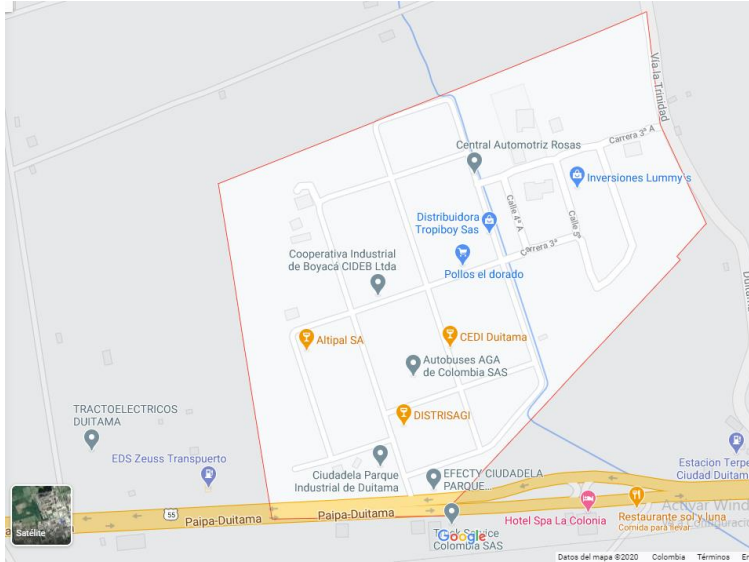 Vía la Trinidad
Carrera 3ª A
Central Automotriz Rosas
Inversiones Lummy s
Calle 4ª A
Calle 5ª
Distribuidora
Tropiboy Sas
Carrera 3ª
Cooperativa Industrial
de Boyacá CIDEB Ltda
Pollos el dorado
Duitama
Altipal SA
CEDI Duitama
Autobuses AGA
de Colombia SAS
TRACTOELECTRICOS
DUITAMA
DISTRISAGI
EDS Zeuss Transpuerto
Ciudadela Parque
Industrial de Duitama
EFECTY CIUDADELA
PARQUE...
Estacion Terpe
Ciudad Duitam
55
Paipa-Duitama
Paipa-Duitama
Hotel Spa La Colonia
Restaurante sol y luna
Comida para llevar
Activar Wind
Satélite
Google
Service
Colombia SAS
Datos del mapa ©2020 Colombia Términos En